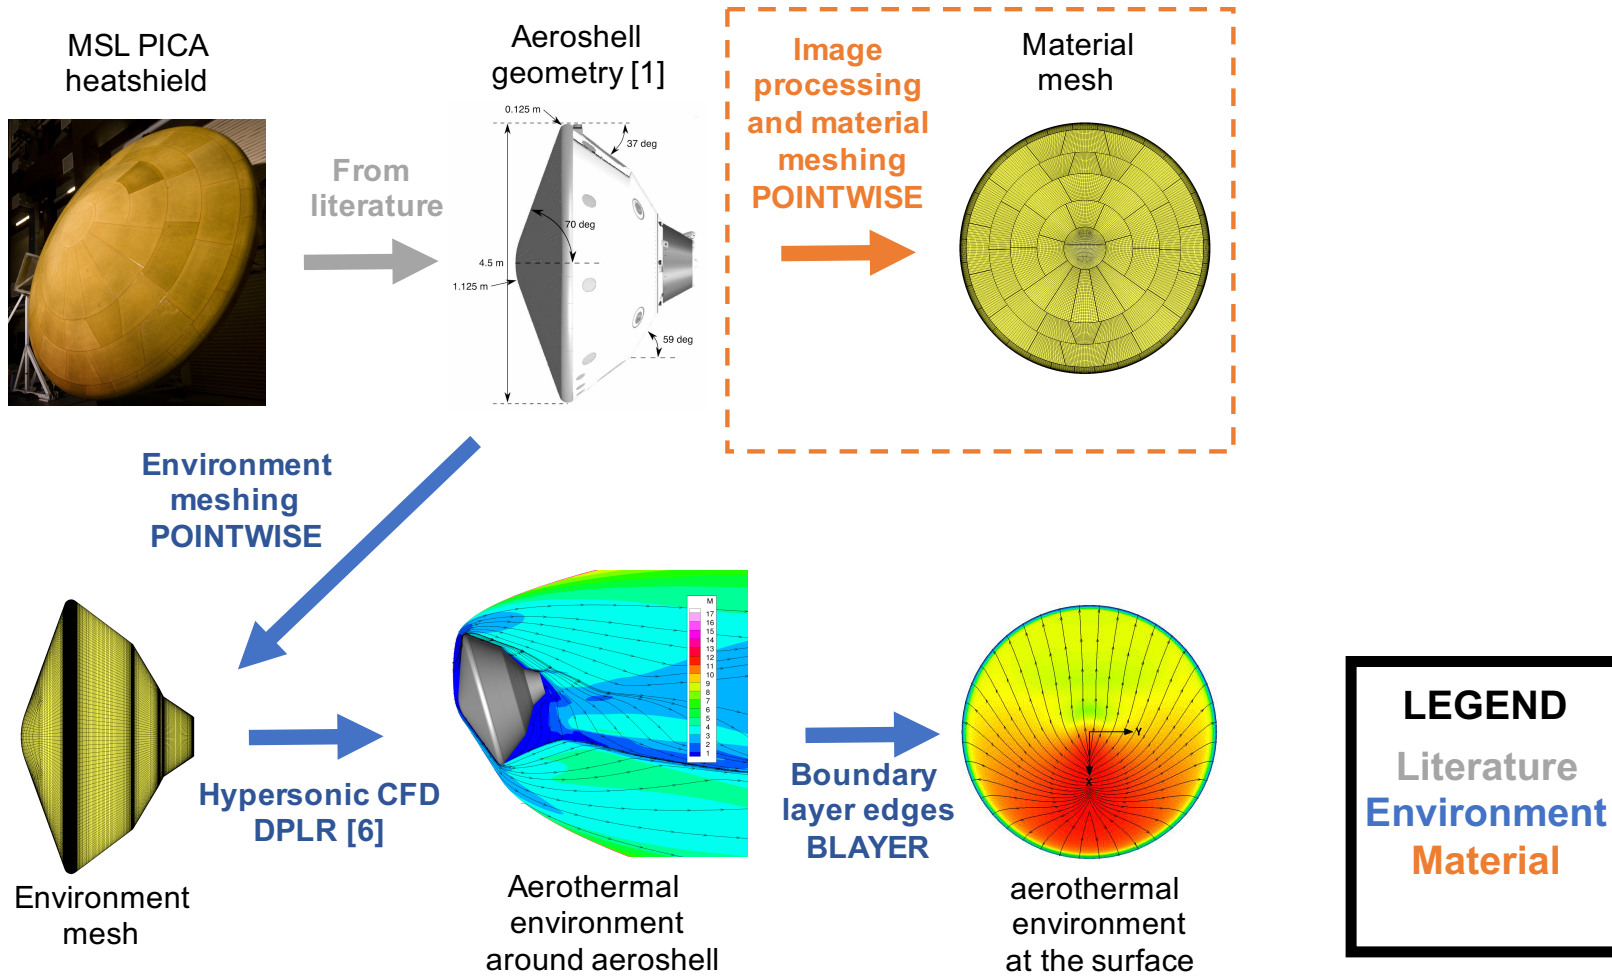 MSL PICA
heatshield
From
literature
Aeroshell
geometry [1]
0.125 m
37 deg
70 deg
4.5 m
1.125 m
59 deg
Image
processing
and material
meshing
POINTWISE
Material
mesh
Environment
meshing
POINTWISE
Environment
mesh
Hypersonic CFD
DPLR [6]
M
17
16
15
14
13
12
11
10
9
8
7
6
5
4
3
2
1
Aerothermal
environment
around aeroshell
Boundary
layer edges
BLAYER
Y
X
aerothermal
environment
at the surface
LEGEND
Literature
Environment
Material